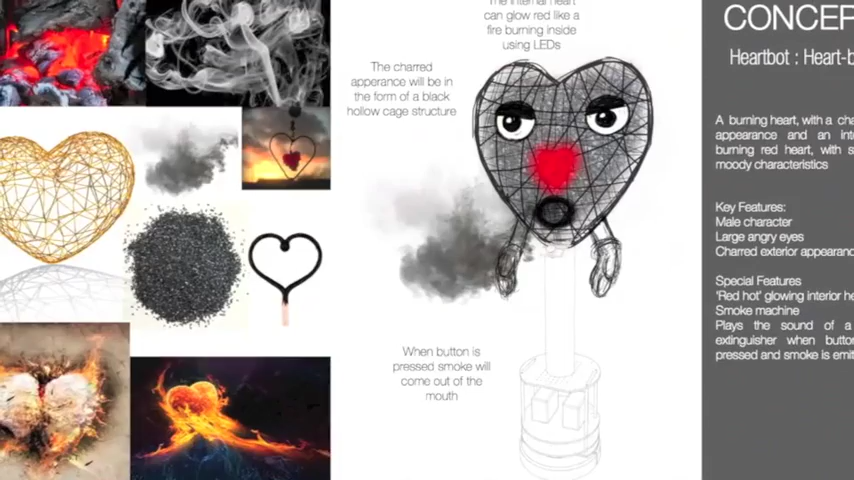 The internal heart
can glow red like a
fire burning inside
using LEDs
The charred
apperance will be in
the form of a black
hollow cage structure
When button is
pressed smoke will
come out of the
mouth
CONCEP
Heartbot : Heart-b
A burning heart, with a cha
appearance and an inte
burning red heart, with s
moody characteristics
Key Features:
Male character
Large angry eyes
Charred exterior appearanc
Special Features
'Red hot' glowing interior he
Smoke machine
Plays the sound of a
extinguisher when button
pressed and smoke is emit